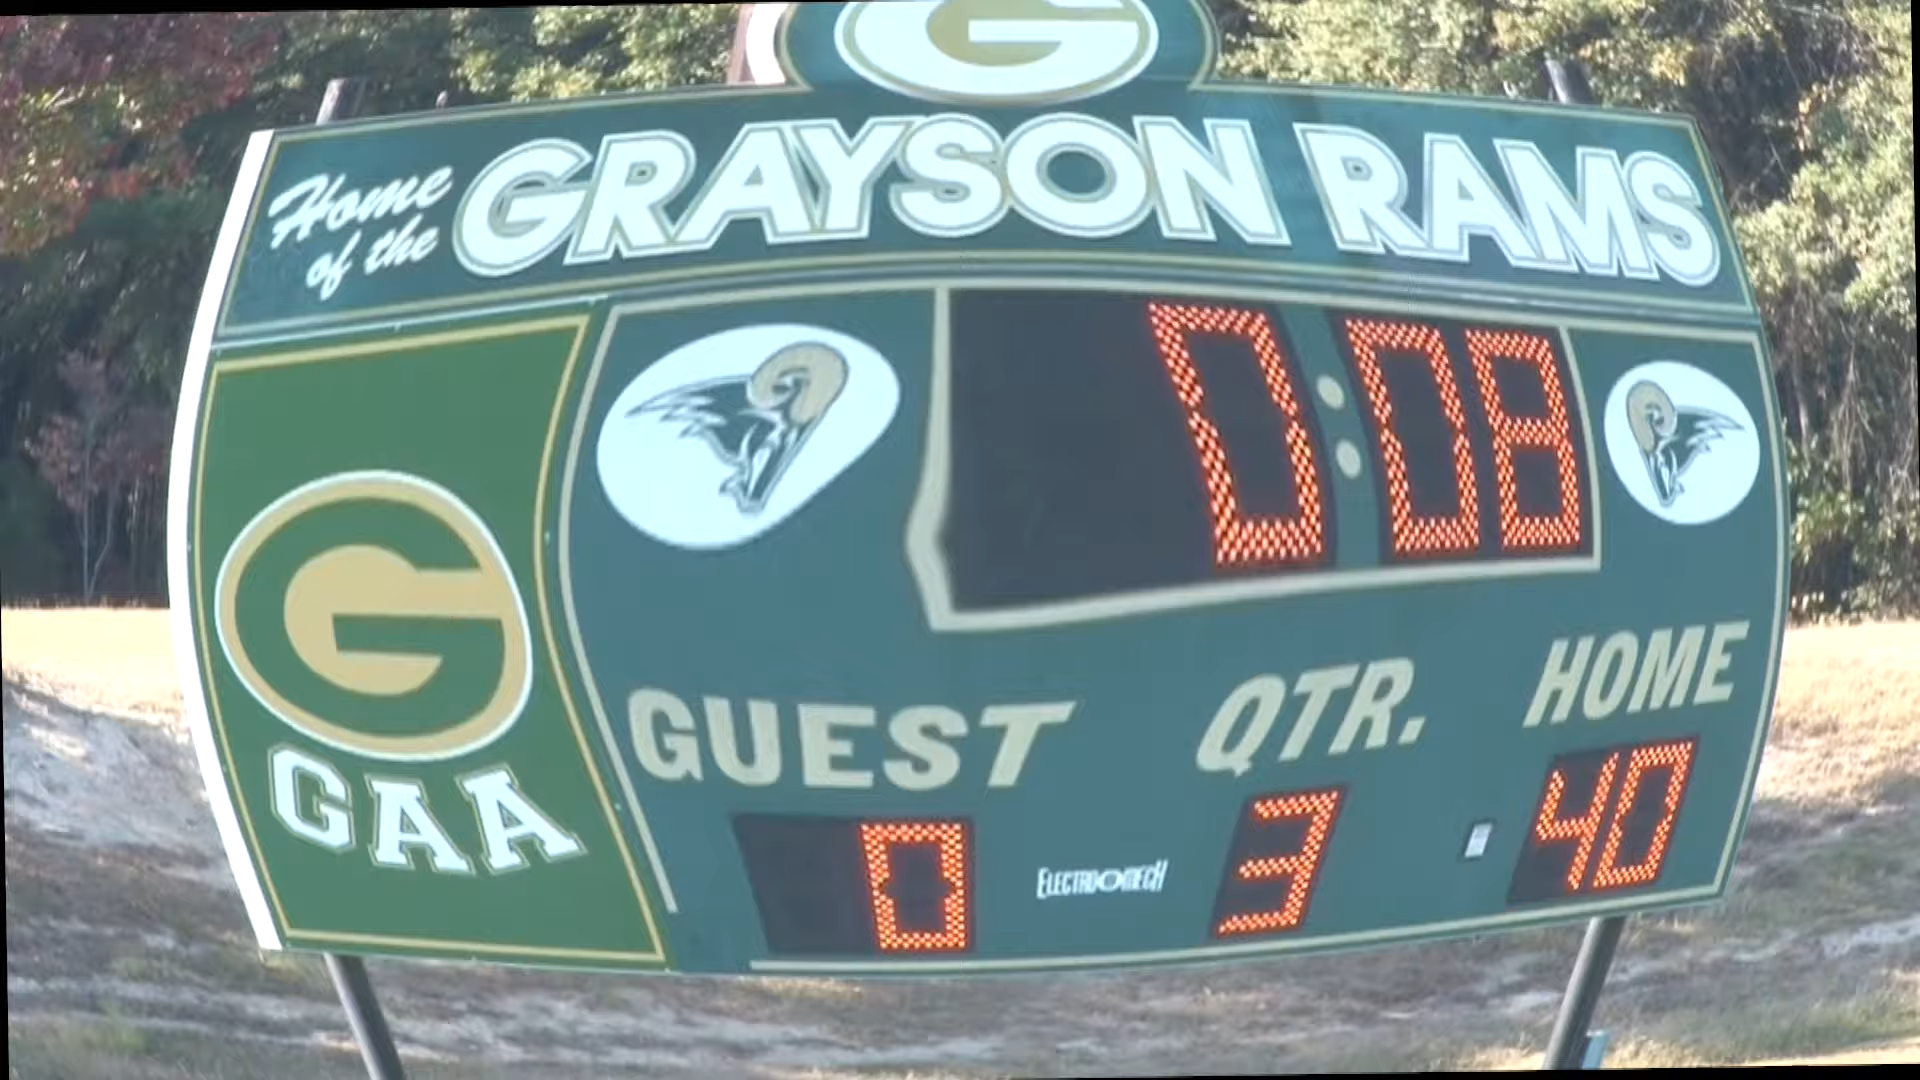 G
Home of the GRAYSON RAMS
0:08
G
GAA
GUEST QTR. HOME
0 3 40
ELECTRO-MECH